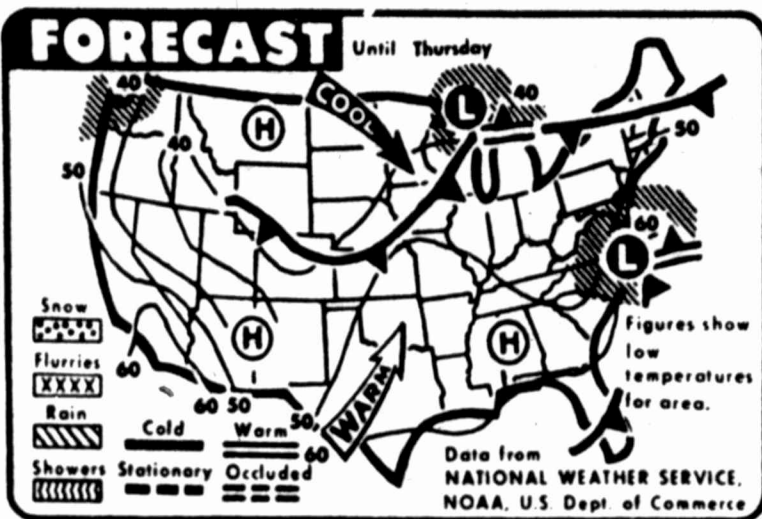 FORECAST
Until Thursday
40
COOL
L
40
H
50
40
50
60
L
Snow
Flurries
Rain
Showers
60
H
60 50
50
60
WARM
H
Cold
Warm
Stationary
Occluded
Figures show
low
temperatures
for area.
Data from
NATIONAL WEATHER SERVICE,
NOAA, U.S. Dept. of Commerce